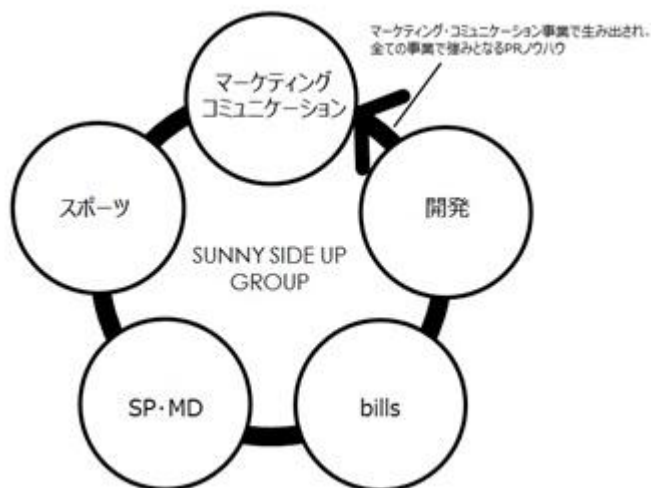 マーケティング・コミュニケーション事業で生み出され、
全ての事業で強みとなるPRノウハウ
マーケティング
コミュニケーション
スポーツ
開発
SUNNY SIDE UP
GROUP
SP・MD
bills